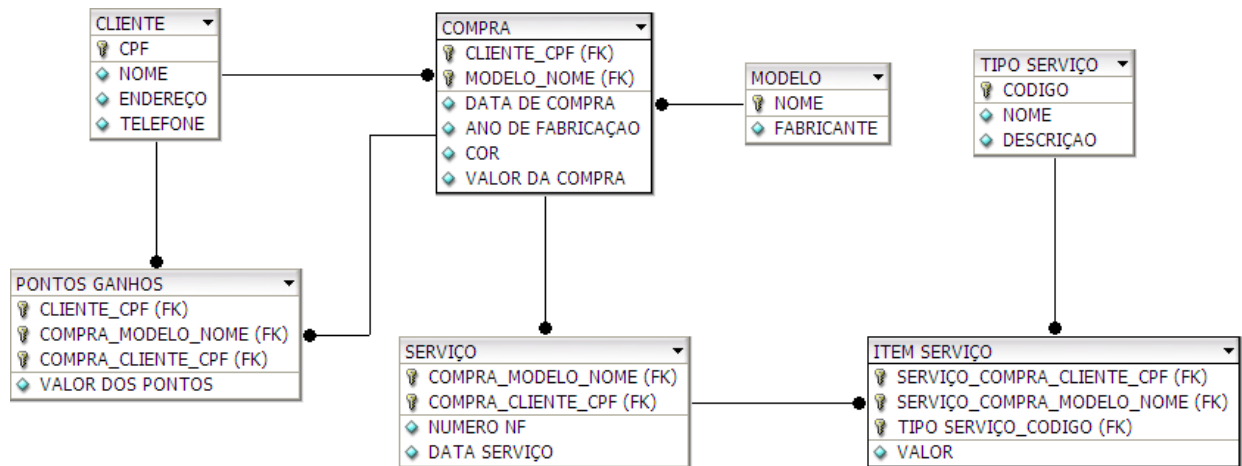 CLIENTE
CPF
NOME
ENDEREÇO
TELEFONE
COMPRA
CLIENTE_CPF (FK)
MODELO_NOME (FK)
DATA DE COMPRA
ANO DE FABRICAÇAO
COR
VALOR DA COMPRA
MODELO
NOME
FABRICANTE
TIPO SERVIÇO
CODIGO
NOME
DESCRIÇAO
PONTOS GANHOS
CLIENTE_CPF (FK)
COMPRA_MODELO_NOME (FK)
COMPRA_CLIENTE_CPF (FK)
VALOR DOS PONTOS
SERVIÇO
COMPRA_MODELO_NOME (FK)
COMPRA_CLIENTE_CPF (FK)
NUMERO NF
DATA SERVIÇO
ITEM SERVIÇO
SERVIÇO_COMPRA_CLIENTE_CPF (FK)
SERVIÇO_COMPRA_MODELO_NOME (FK)
TIPO SERVIÇO_CODIGO (FK)
VALOR